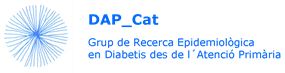 DAP_Cat
Grup de Recerca Epidemiològica
en Diabetis des de l´Atenció Primària